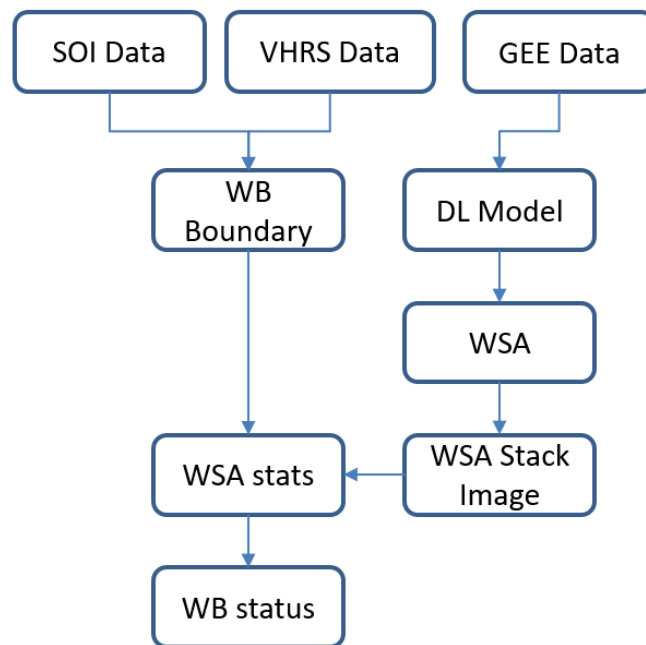 SOI Data
VHRS Data
GEE Data
WB
Boundary
DL Model
WSA
WSA stats
WSA Stack
Image
WB status